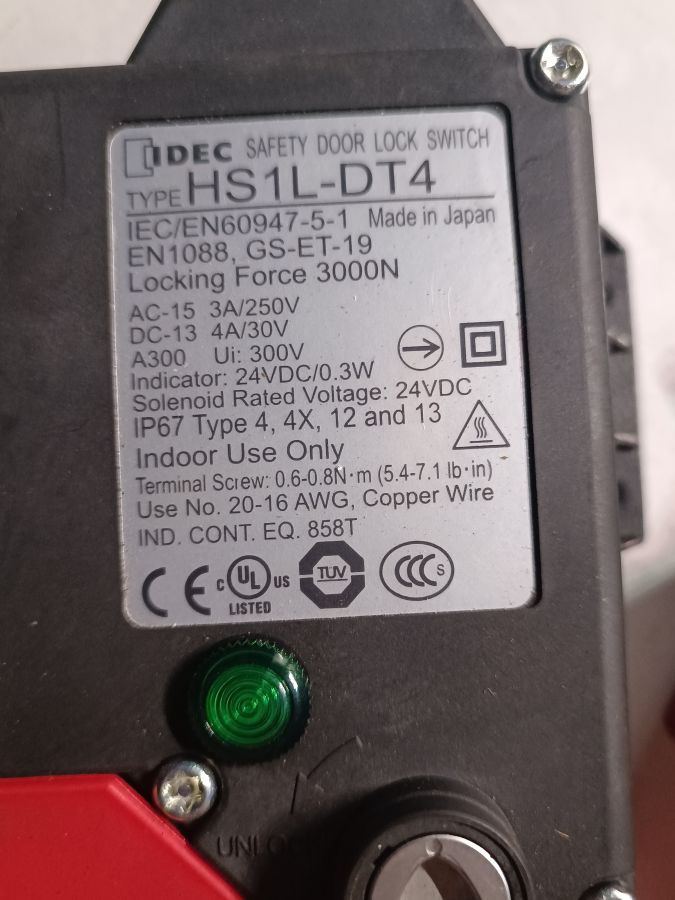 IDEC SAFETY DOOR LOCK SWITCH
TYPE HS1L-DT4
IEC/EN60947-5-1 Made in Japan
EN1088, GS-ET-19
Locking Force 3000N
AC-15 3A/250V
DC-13 4A/30V
A300 Ui: 300V
Indicator: 24VDC/0.3W
Solenoid Rated Voltage: 24VDC
IP67 Type 4, 4X, 12 and 13
Indoor Use Only
Terminal Screw: 0.6-0.8N·m (5.4-7.1 lb·in)
Use No. 20-16 AWG, Copper Wire
IND. CONT. EQ. 858T
CE c UL US TUV CCC S
LISTED
UNLOCK